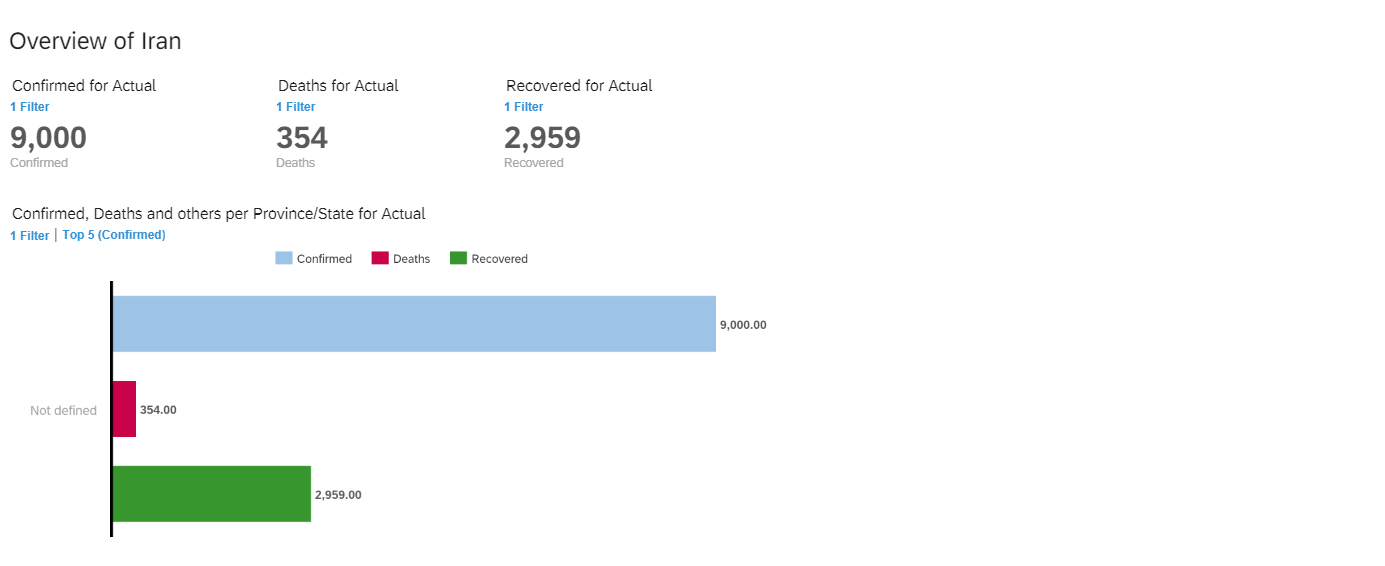 Overview of Iran
Confirmed for Actual
1 Filter
9,000
Confirmed
Deaths for Actual
1 Filter
354
Deaths
Recovered for Actual
1 Filter
2,959
Recovered
Confirmed, Deaths and others per Province/State for Actual
1 Filter | Top 5 (Confirmed)
Confirmed Deaths Recovered
9,000.00
Not defined 354.00
2,959.00